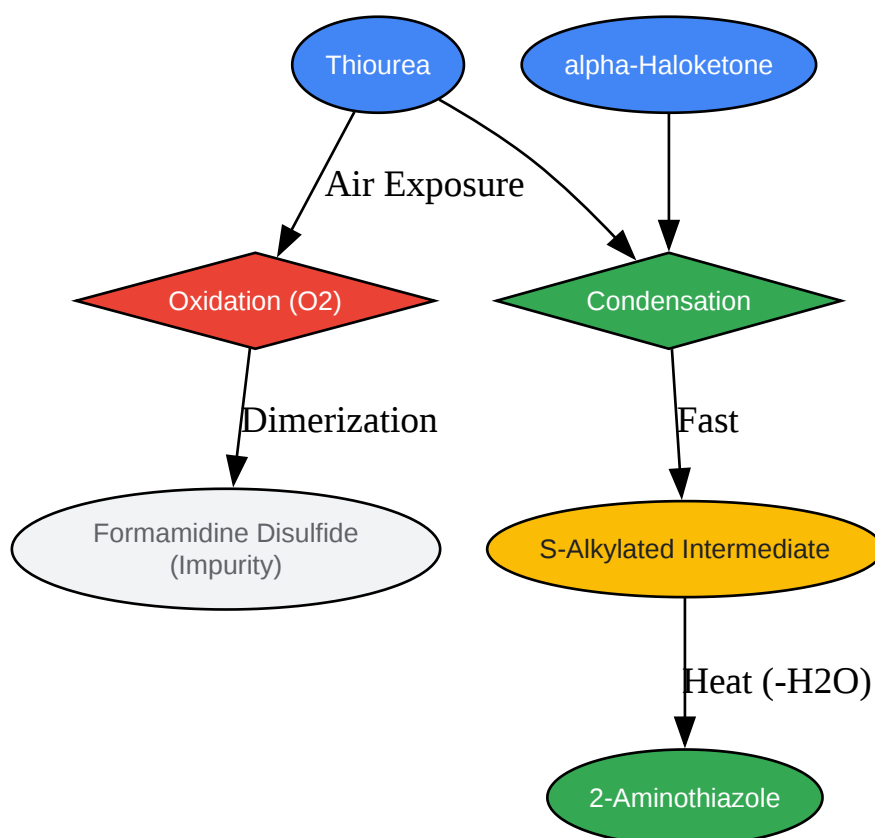 Thiourea
alpha-Haloketone
Air Exposure
Oxidation (O2)
Condensation
Dimerization
Fast
Formamidine Disulfide
(Impurity)
S-Alkylated Intermediate
Heat (-H2O)
2-Aminothiazole